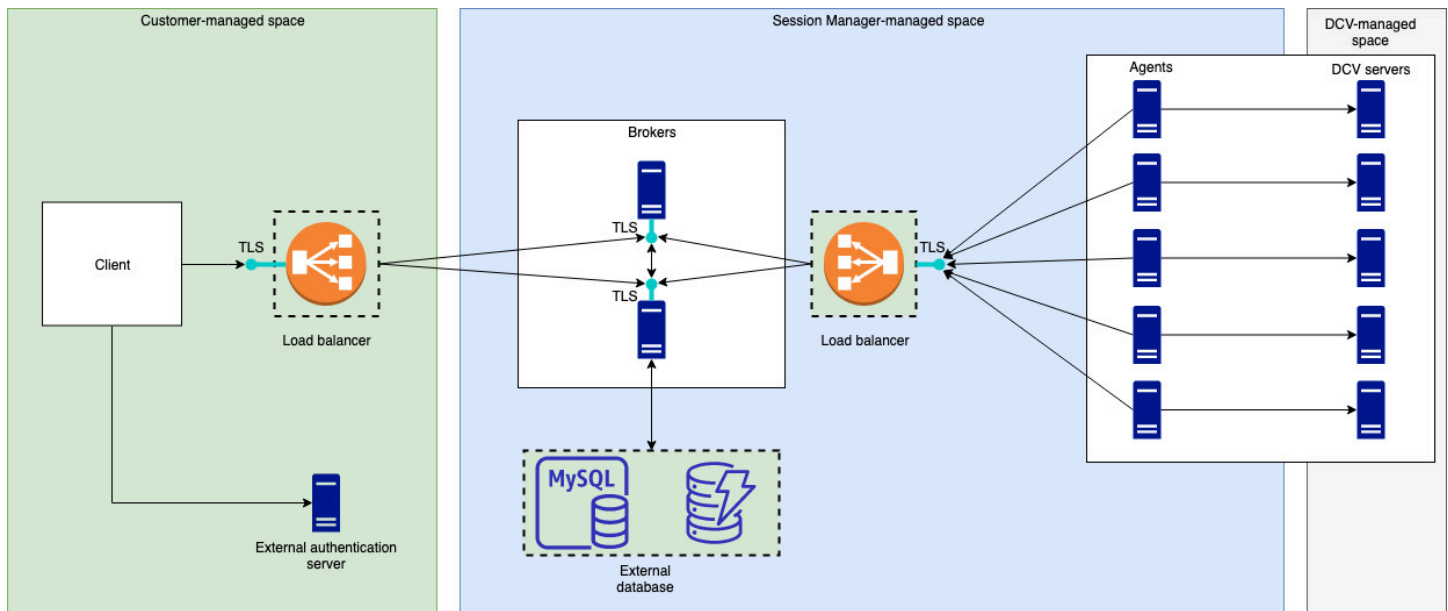 Customer-managed space
Session Manager-managed space
DCV-managed
space
Agents
DCV servers
Brokers
TLS
TLS
TLS
Client
TLS
Load balancer
Load balancer
MySQL
External authentication
server
External
database